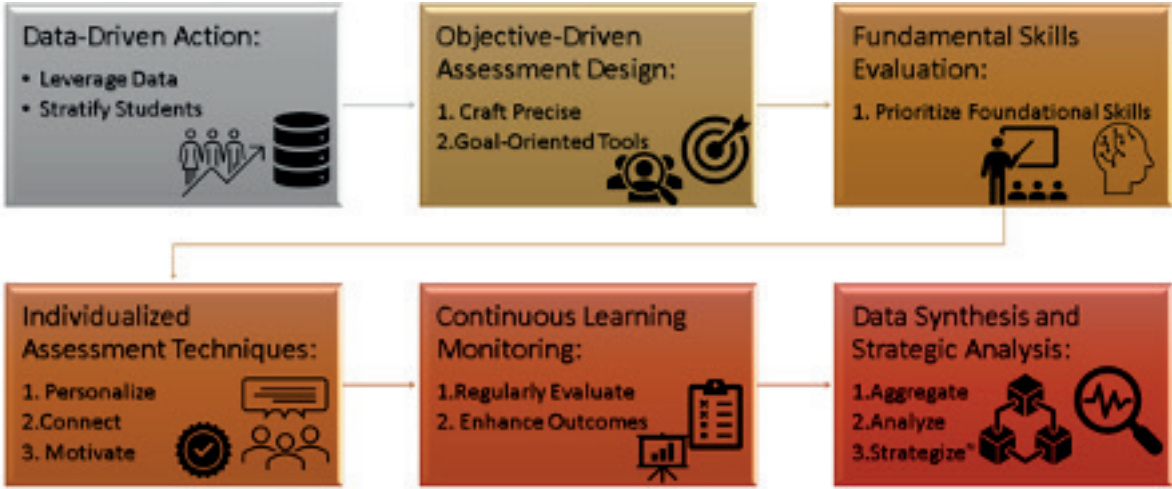 Data-Driven Action:
• Leverage Data
• Stratify Students
Objective-Driven
Assessment Design:
1. Craft Precise
2.Goal-Oriented Tools
Fundamental Skills
Evaluation:
1. Prioritize Foundational Skills
Individualized
Assessment Techniques:
1. Personalize
2.Connect
3. Motivate
Continuous Learning
Monitoring:
1.Regularly Evaluate
2. Enhance Outcomes
Data Synthesis and
Strategic Analysis:
1.Aggregate
2.Analyze
3.Strategize"